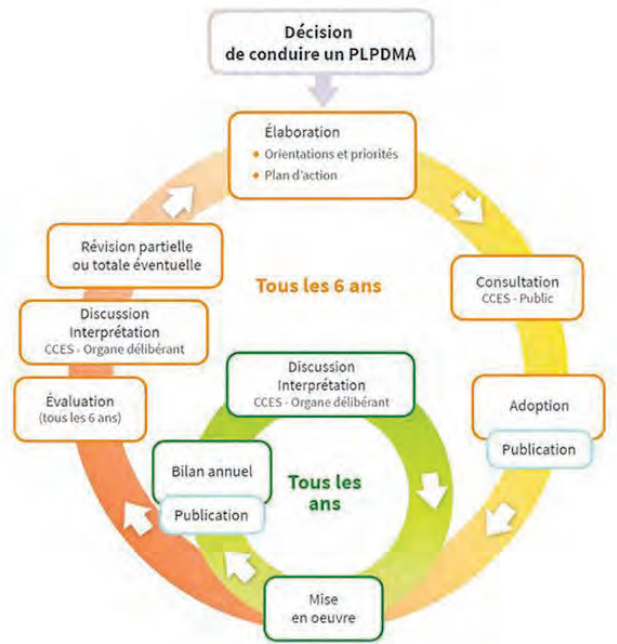 Décision
de conduire un PLPDMA
Élaboration
• Orientations et priorités
• Plan d'action
Révision partielle
ou totale éventuelle
Tous les 6 ans
Consultation
CCES - Public
Discussion
Interprétation
CCES - Organe délibérant
Discussion
Interprétation
CCES - Organe délibérant
Évaluation
(tous les 6 ans)
Adoption
Publication
Bilan annuel
Publication
Tous les
ans
Mise
en oeuvre